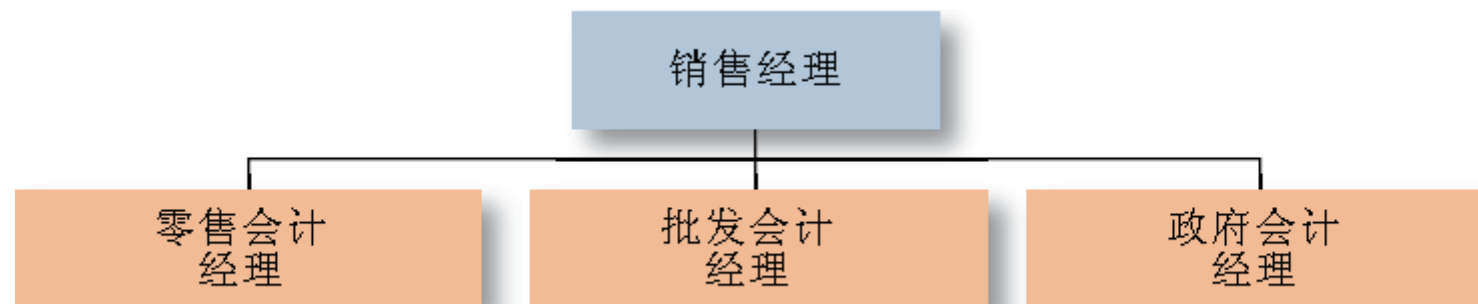 销售经理
零售会计
经理
批发会计
经理
政府会计
经理